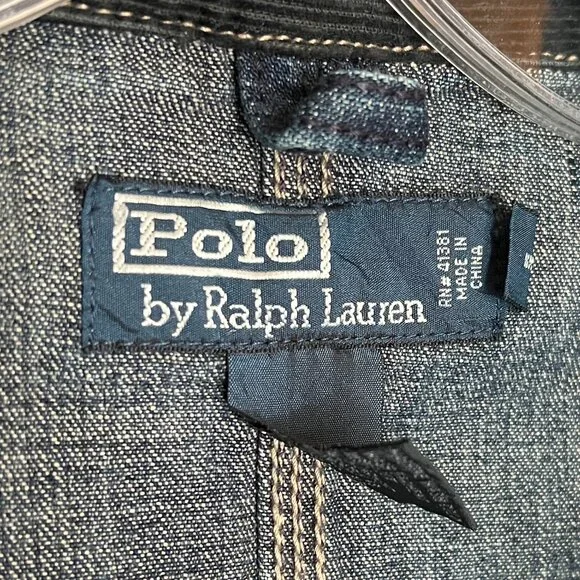 Polo
by Ralph Lauren
RN# 41381
MADE IN
CHINA